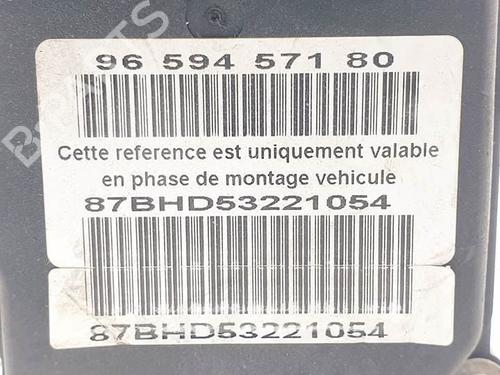 96 594 571 80
Cette reference est uniquement valable
en phase de montage vehicule
87BHD53221054
87BHD53221054